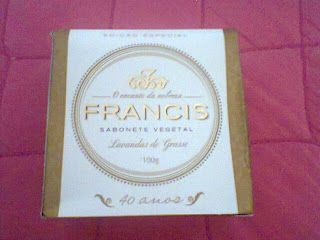 EDIÇÃO ESPECIAL
O encanto da nobreza
FRANCIS
SABONETE VEGETAL
Lavandas de Grasse
100g
40 anos